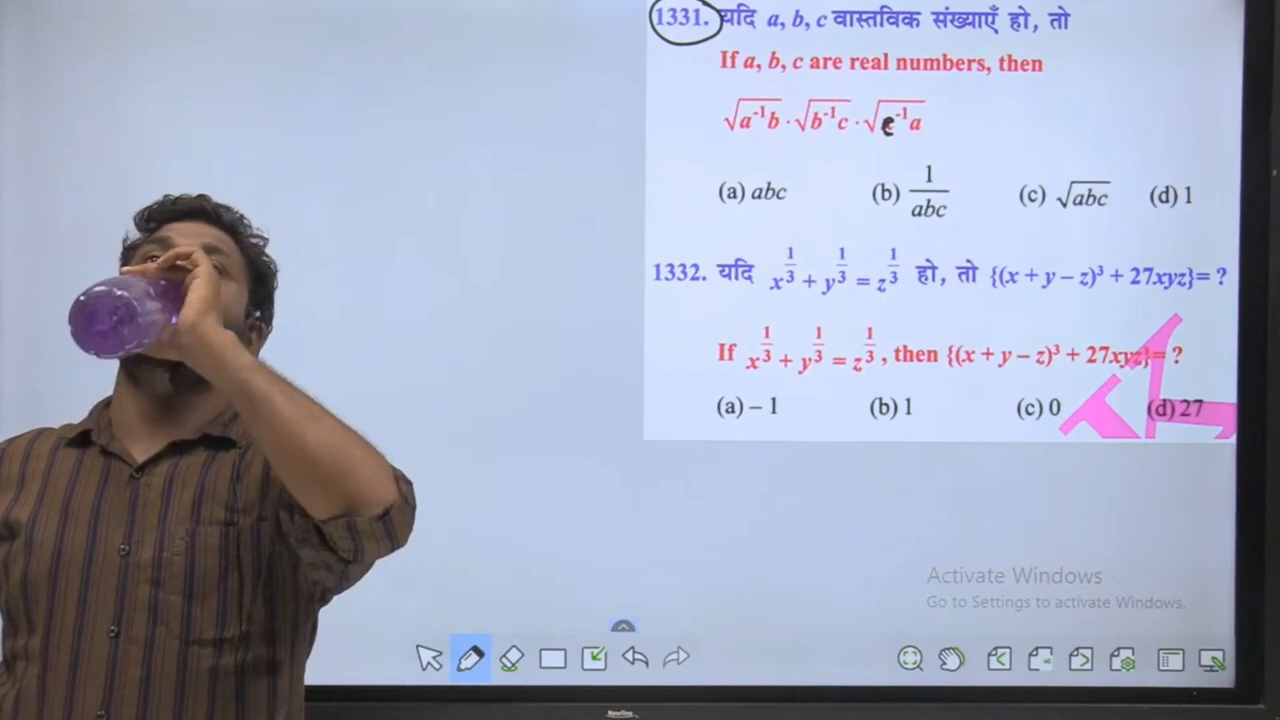 1331. यदि a, b, c वास्तविक संख्याएँ हो, तो
If a, b, c are real numbers, then
√(a⁻¹b) · √(b⁻¹c) · √(c⁻¹a)
(a) abc (b) 1/abc (c) √abc (d) 1
1332. यदि x^(1/3) + y^(1/3) = z^(1/3) हो, तो {(x + y – z)³ + 27xyz} = ?
If x^(1/3) + y^(1/3) = z^(1/3), then {(x + y – z)³ + 27xyz} = ?
(a) – 1 (b) 1 (c) 0 (d) 27
Activate Windows
Go to Settings to activate Windows.
Newline